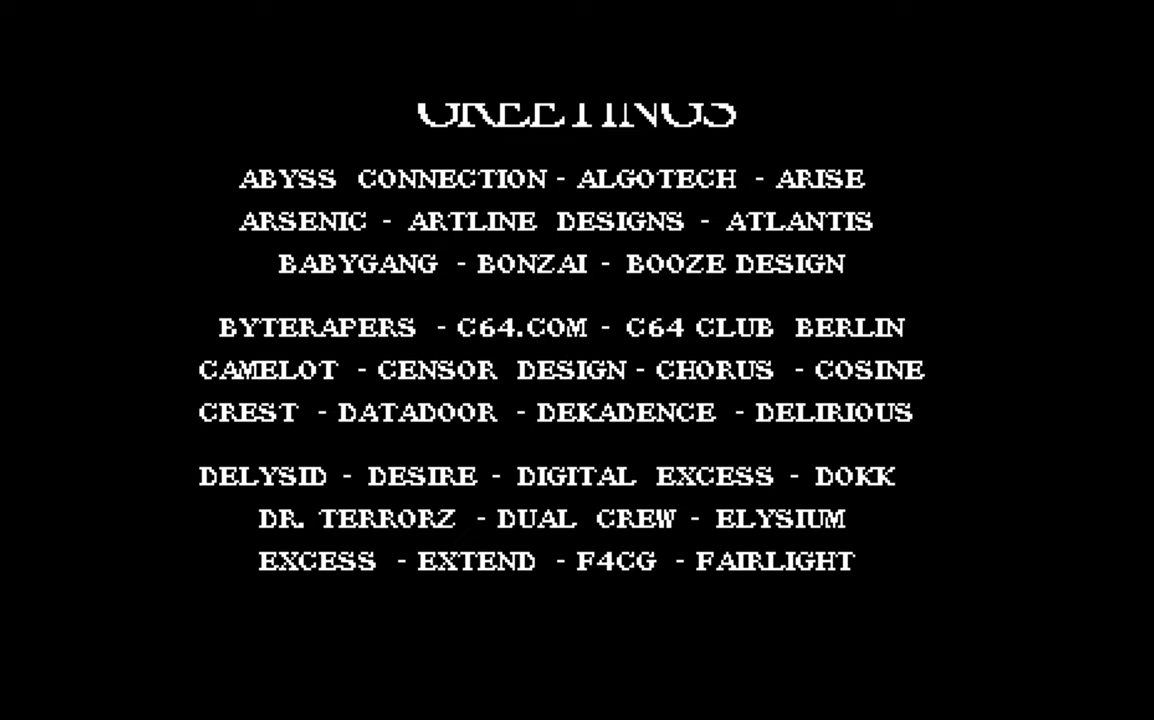 GREETINGS
ABYSS CONNECTION - ALGOTECH - ARISE
ARSENIC - ARTLINE DESIGNS - ATLANTIS
BABYGANG - BONZAI - BOOZE DESIGN
BYTERAPERS - C64.COM - C64 CLUB BERLIN
CAMELOT - CENSOR DESIGN - CHORUS - COSINE
CREST - DATADOOR - DEKADENCE - DELIRIOUS
DELYSID - DESIRE - DIGITAL EXCESS - DOKK
DR. TERRORZ - DUAL CREW - ELYSIUM
EXCESS - EXTEND - F4CG - FAIRLIGHT